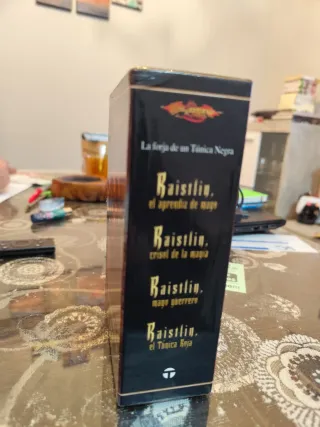 La forja de un Túnica Negra
Raistlin,
el aprendiz de mago
Raistlin,
crisol de la magia
Raistlin,
mago guerrero
Raistlin,
el Túnica Roja